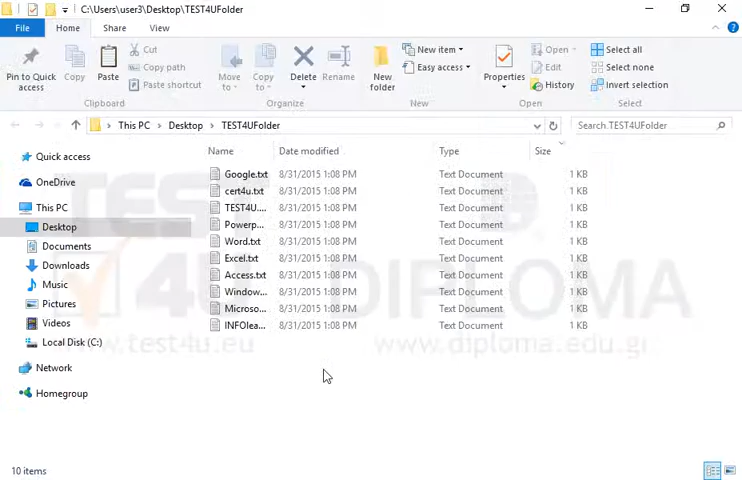 C:\Users\user3\Desktop\TEST4UFolder
File Home Share View
Pin to Quick access
Copy
Paste
Cut
Copy path
Paste shortcut
Clipboard
Move to
Copy to
Delete
Rename
Organize
New folder
New item
Easy access
New
Properties
Open
Edit
History
Open
Select all
Select none
Invert selection
Select
This PC > Desktop > TEST4UFolder
Search TEST4UFolder
Quick access
OneDrive
This PC
Desktop
Documents
Downloads
Music
Pictures
Videos
Local Disk (C:)
Network
Homegroup
Name Date modified Type Size
Google.txt 8/31/2015 1:08 PM Text Document 1 KB
cert4u.txt 8/31/2015 1:08 PM Text Document 1 KB
TEST4U.... 8/31/2015 1:08 PM Text Document 1 KB
Powerp... 8/31/2015 1:08 PM Text Document 1 KB
Word.txt 8/31/2015 1:08 PM Text Document 1 KB
Excel.txt 8/31/2015 1:08 PM Text Document 1 KB
Access.txt 8/31/2015 1:08 PM Text Document 1 KB
Window... 8/31/2015 1:08 PM Text Document 1 KB
Microso... 8/31/2015 1:08 PM Text Document 1 KB
INFOlea... 8/31/2015 1:08 PM Text Document 1 KB
TEST
4U DIPLOMA
www.test4u.eu www.diploma.edu.gr
10 items